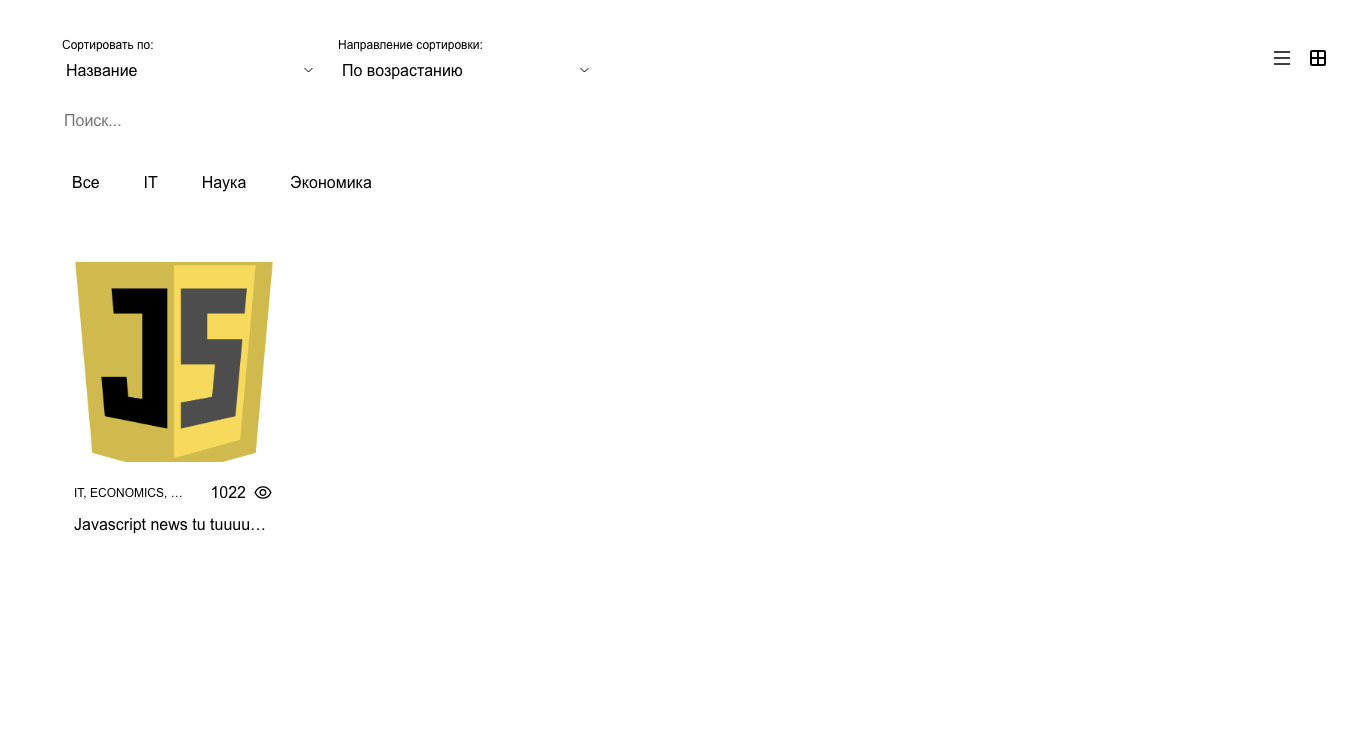 Сортировать по:
Направление сортировки:
Название
По возрастанию
Поиск...
Все
IT
Наука
Экономика
JS
IT, ECONOMICS, ...
1022
Javascript news tu tuuuu...